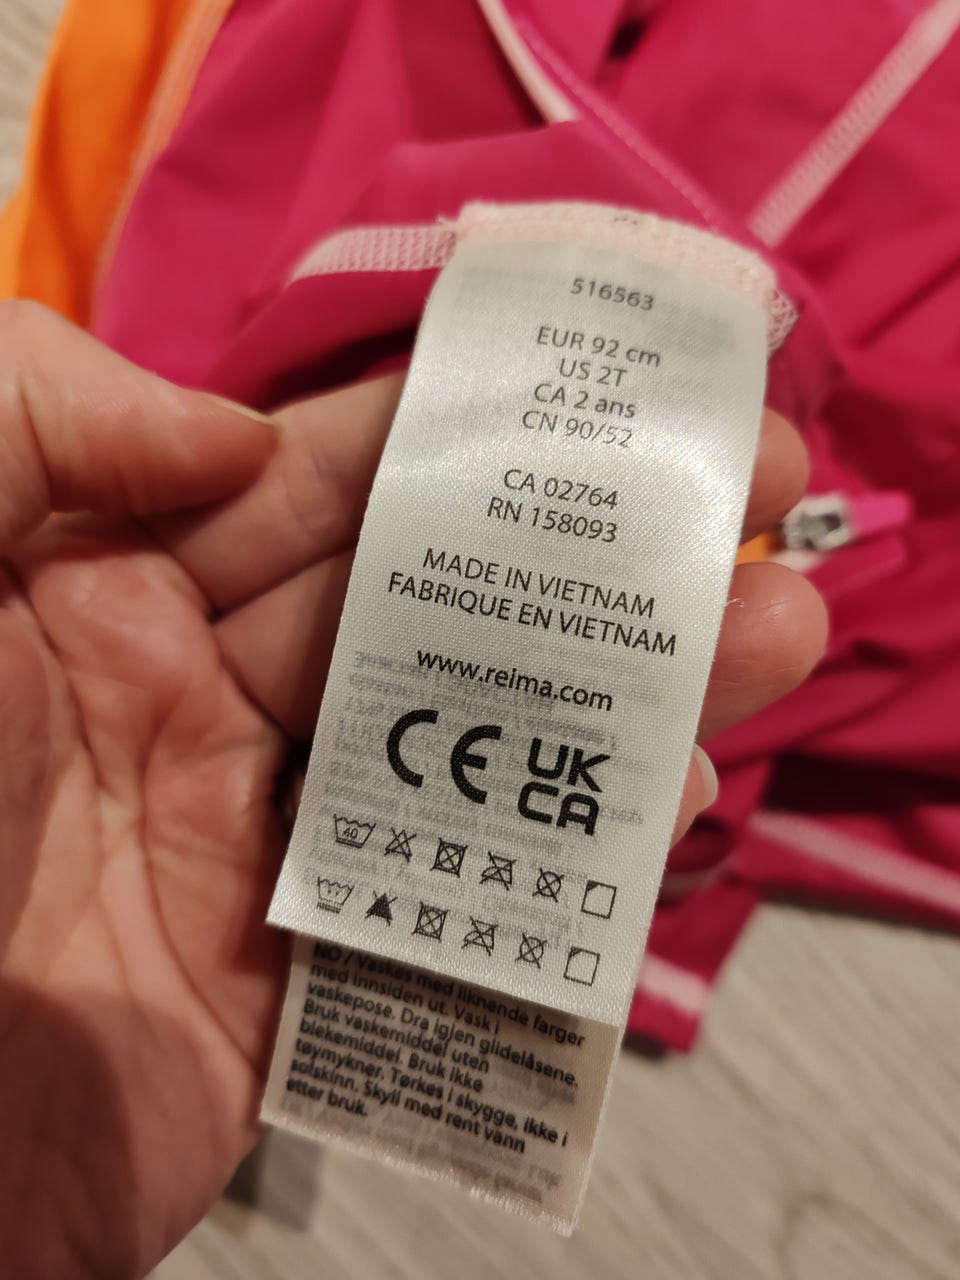 516563
EUR 92 cm
US 2T
CA 2 ans
CN 90/52
CA 02764
RN 158093
MADE IN VIETNAM
FABRIQUE EN VIETNAM
www.reima.com
CE UK
CA
40
NO / Vaskes med liknende farger
med innsiden ut. Vask i
vaskepose. Dra igjen glidelåsene.
Bruk vaskemiddel uten
blekemiddel. Bruk ikke
tøymykner. Tørkes i skygge, ikke i
solskinn. Skyll med rent vann
etter bruk.